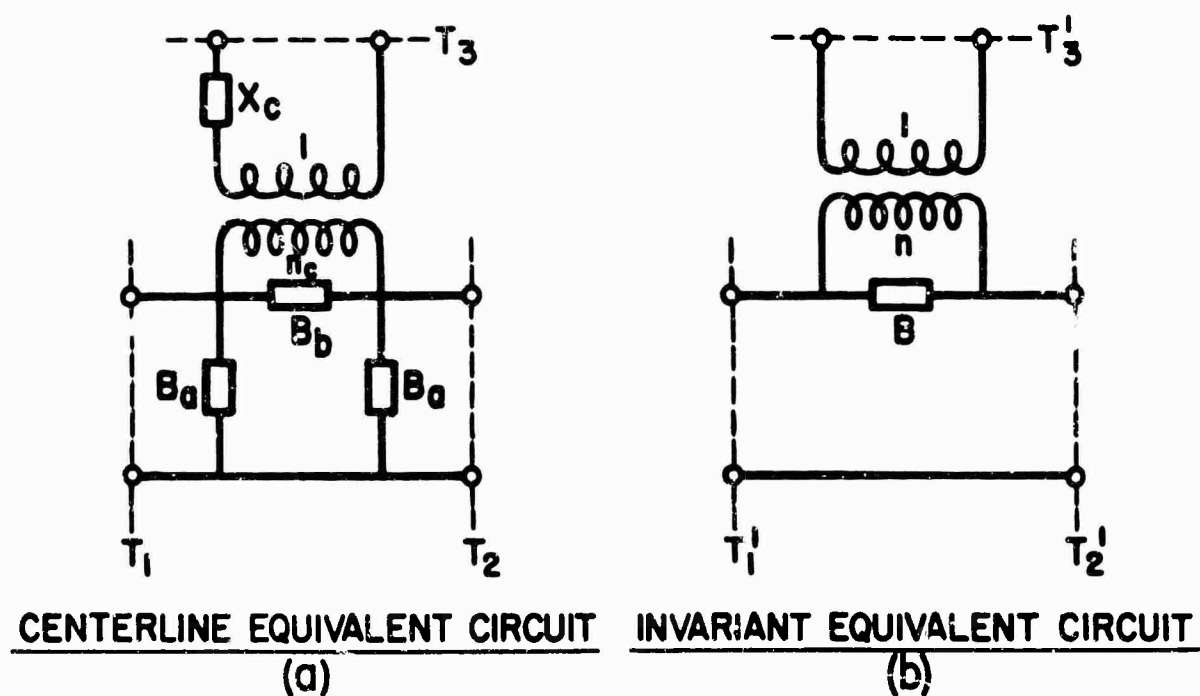 T3
Xc
1
nc
Bb
Ba
Ba
T1
T2
CENTERLINE EQUIVALENT CIRCUIT
(a)
T3'
1
n
B
T1'
T2'
INVARIANT EQUIVALENT CIRCUIT
(b)